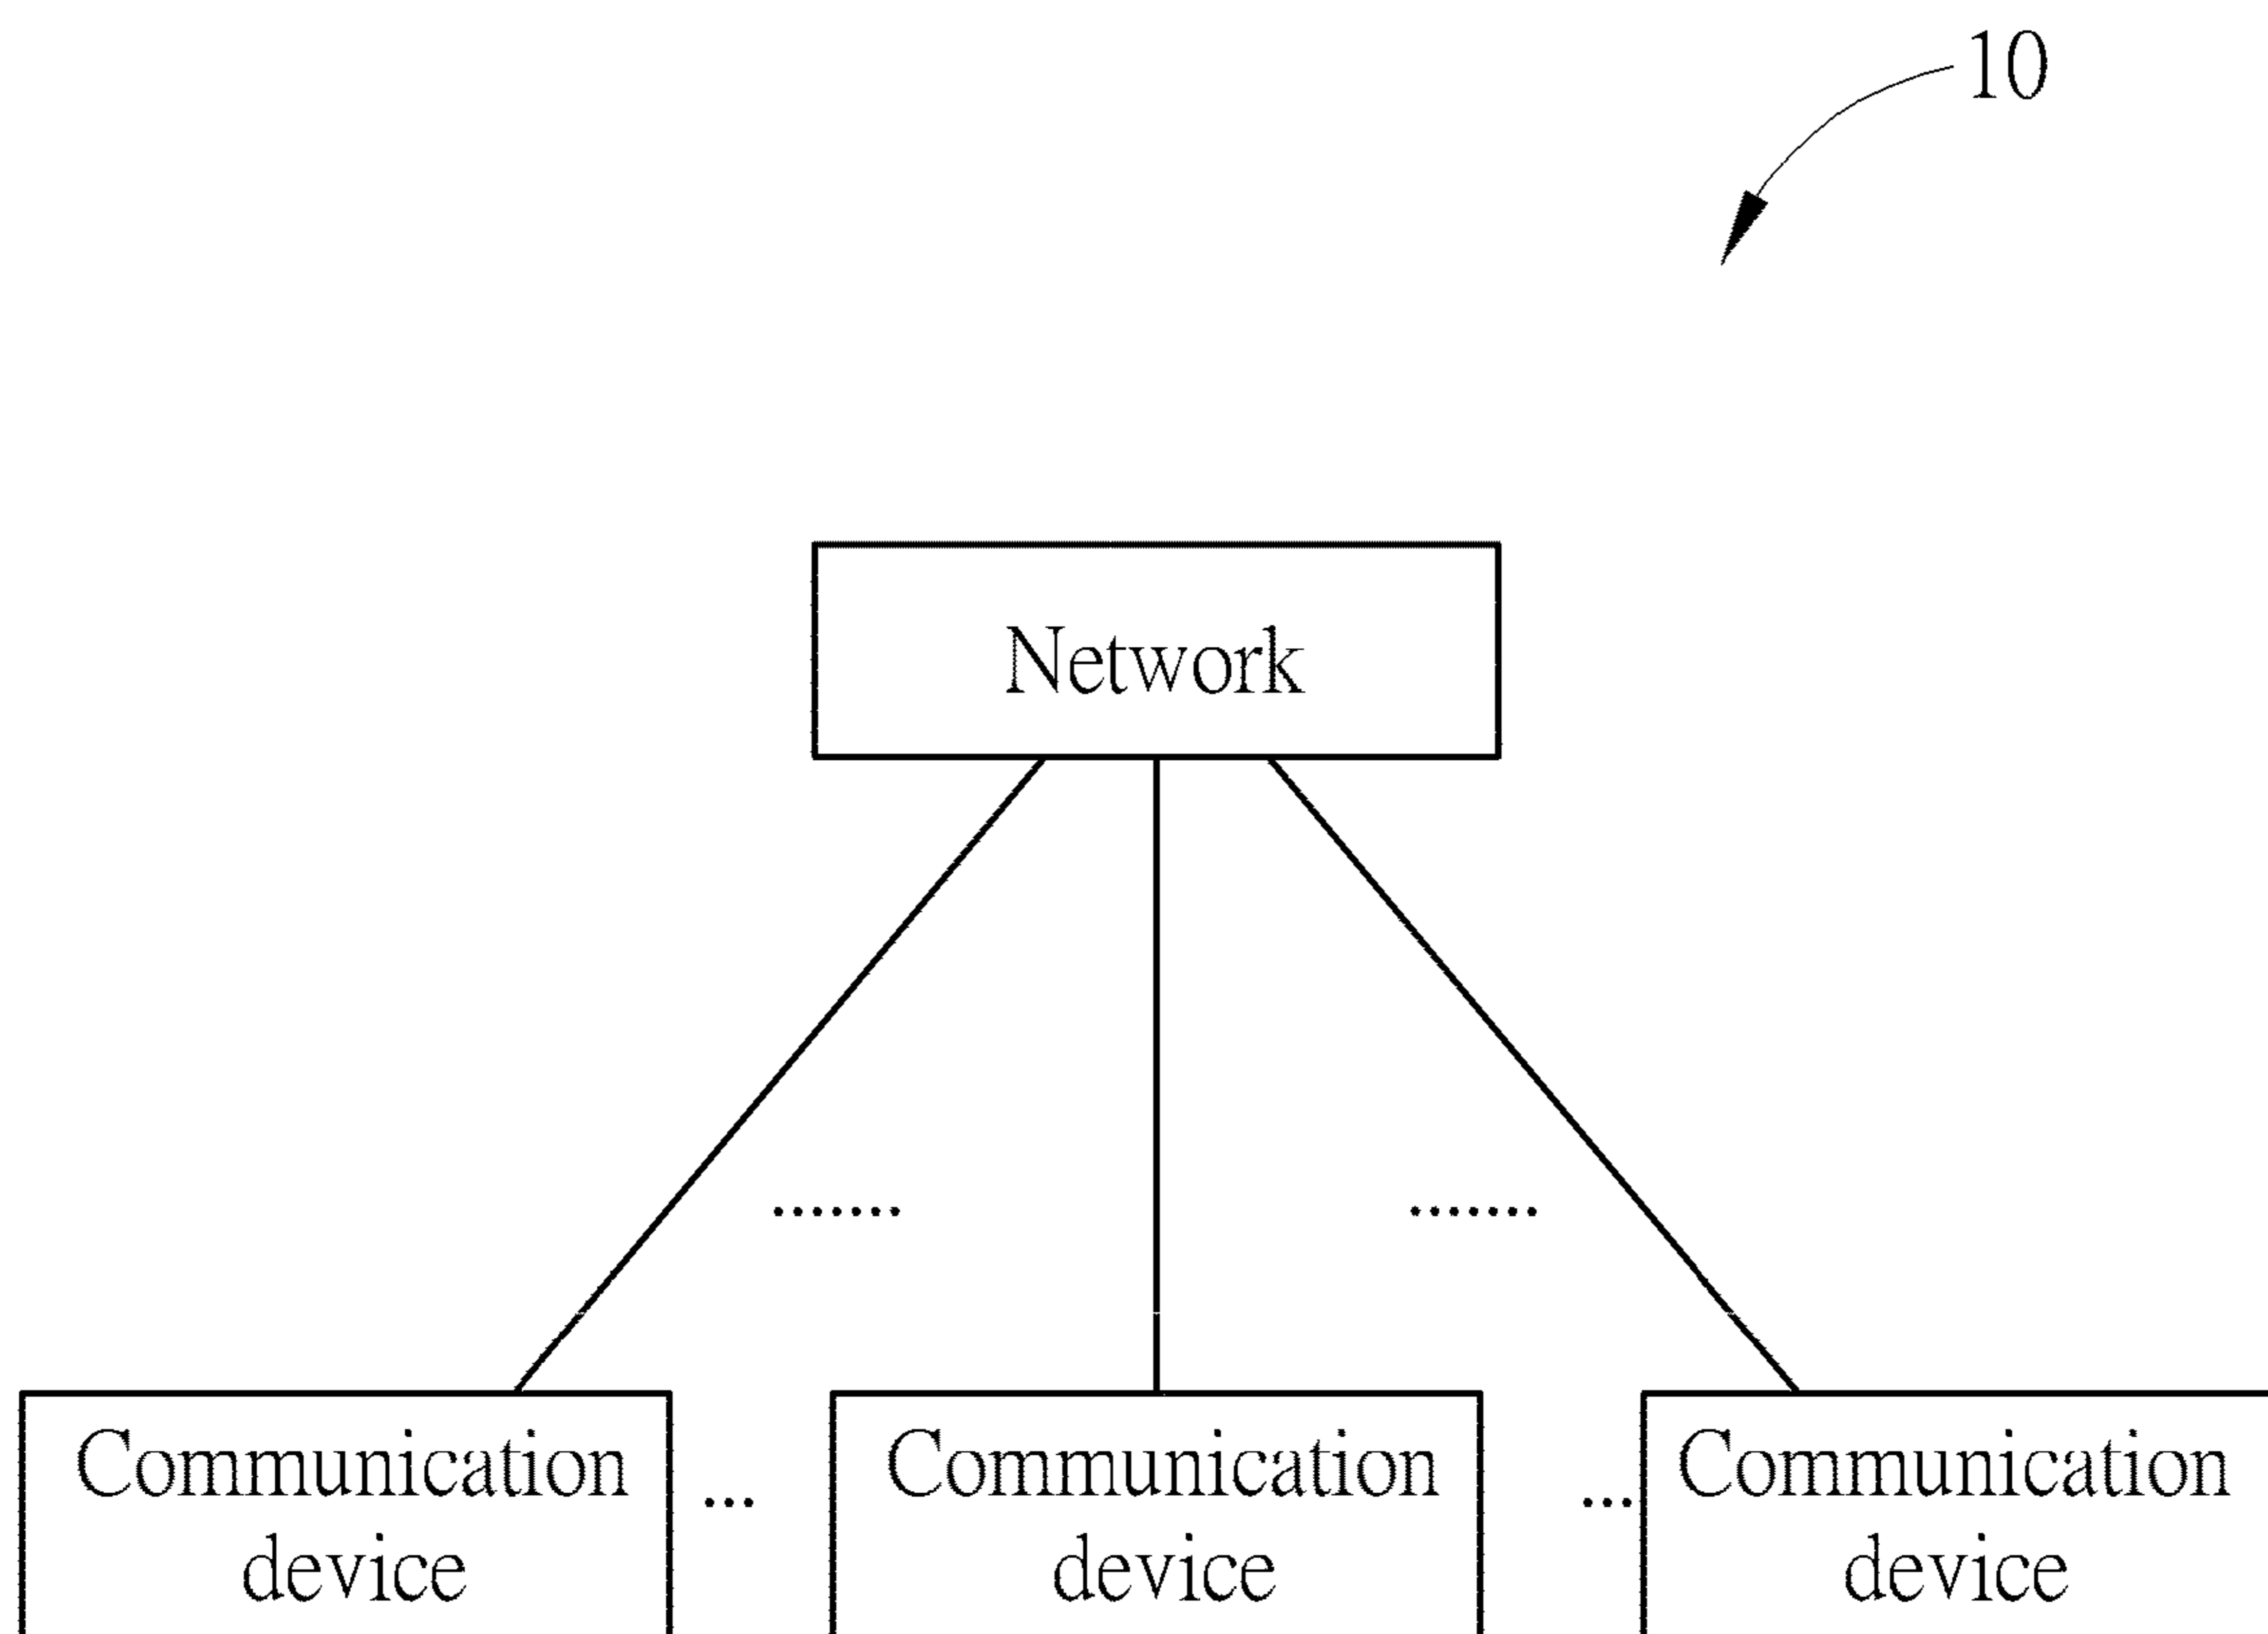 10
Network
.......
.......
Communication
device
...
Communication
device
...
Communication
device